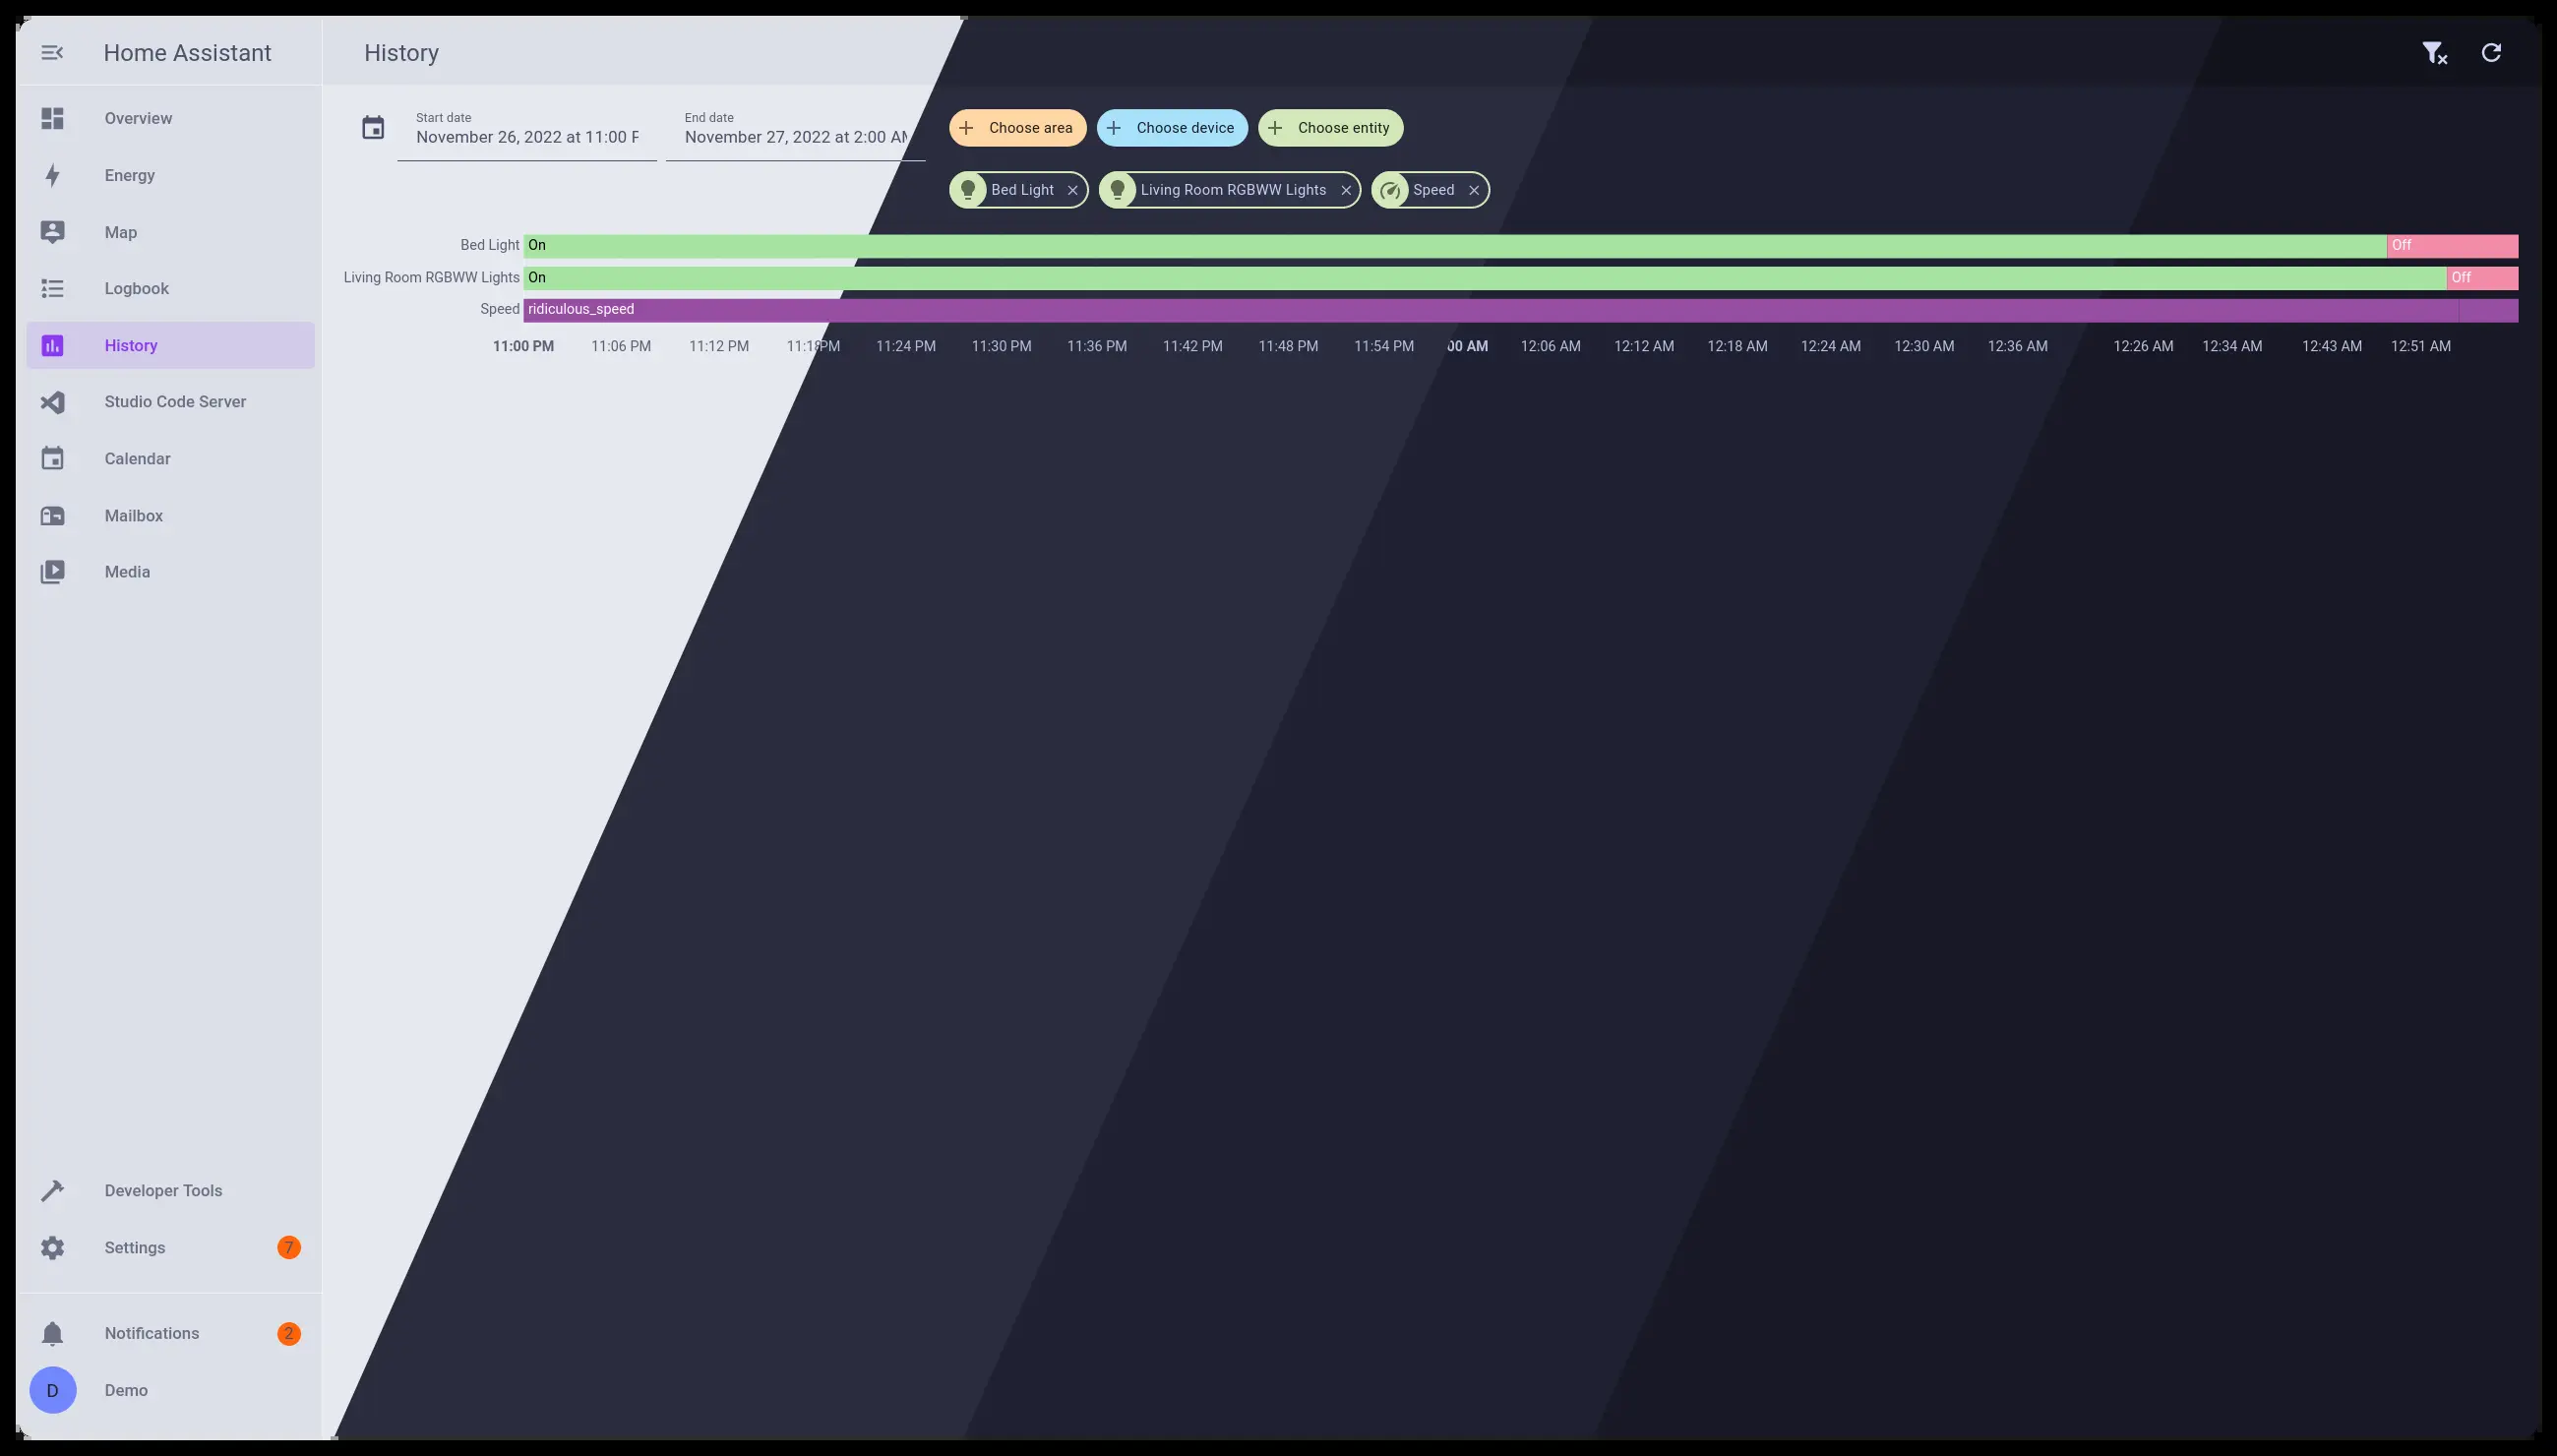 Home Assistant
Overview
Energy
Map
Logbook
History
Studio Code Server
Calendar
Mailbox
Media
Developer Tools
Settings 7
Notifications 2
D Demo
History
Start date
November 26, 2022 at 11:00 P
End date
November 27, 2022 at 2:00 AM
Choose area
Choose device
Choose entity
Bed Light
Living Room RGBWW Lights
Speed
Bed Light On Off
Living Room RGBWW Lights On Off
Speed ridiculous_speed
11:00 PM 11:06 PM 11:12 PM 11:18 PM 11:24 PM 11:30 PM 11:36 PM 11:42 PM 11:48 PM 11:54 PM 00 AM 12:06 AM 12:12 AM 12:18 AM 12:24 AM 12:30 AM 12:36 AM 12:26 AM 12:34 AM 12:43 AM 12:51 AM